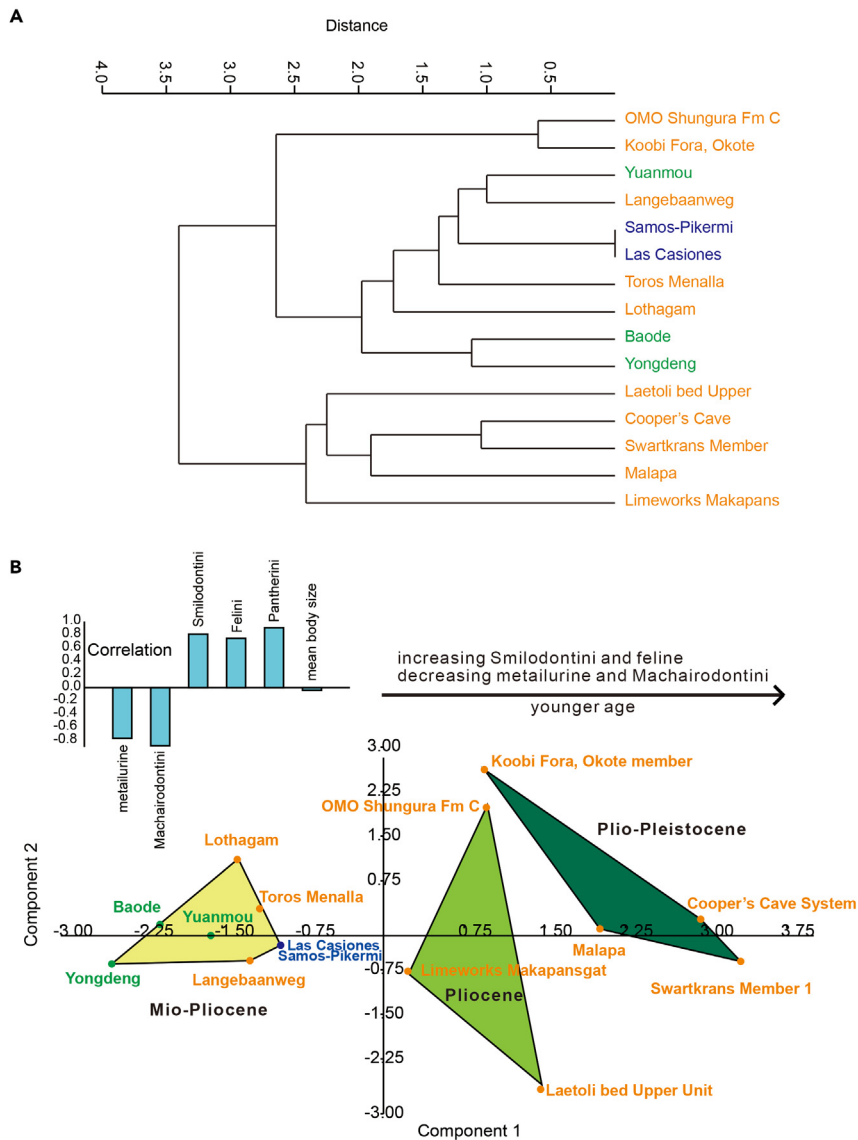 A
Distance
4.0 3.5 3.0 2.5 2.0 1.5 1.0 0.5
OMO Shungura Fm C
Koobi Fora, Okote
Yuanmou
Langebaanweg
Samos-Pikermi
Las Casiones
Toros Menalla
Lothagam
Baode
Yongdeng
Laetoli bed Upper
Cooper's Cave
Swartkrans Member
Malapa
Limeworks Makapans
B
Correlation
1.0
0.8
0.6
0.4
0.2
0.0
-0.2
-0.4
-0.6
-0.8
metailurine
Machairodontini
Smilodontini
Felini
Pantherini
mean body size
increasing Smilodontini and feline
decreasing metailurine and Machairodontini
younger age
3.00
Koobi Fora, Okote member
2.25
OMO Shungura Fm C
1.50
Plio-Pleistocene
Lothagam
0.75
Toros Menalla
Baode
Yuanmou
Cooper's Cave System
-3.00 -2.25 -1.50 -0.75 0.75 1.50 2.25 3.00 3.75
Las Casiones
Samos-Pikermi
Malapa
Yongdeng
Langebaanweg
-0.75
Limeworks Makapansgat
Swartkrans Member 1
Pliocene
Mio-Pliocene
-1.50
-2.25
Laetoli bed Upper Unit
-3.00
Component 1
Component 2